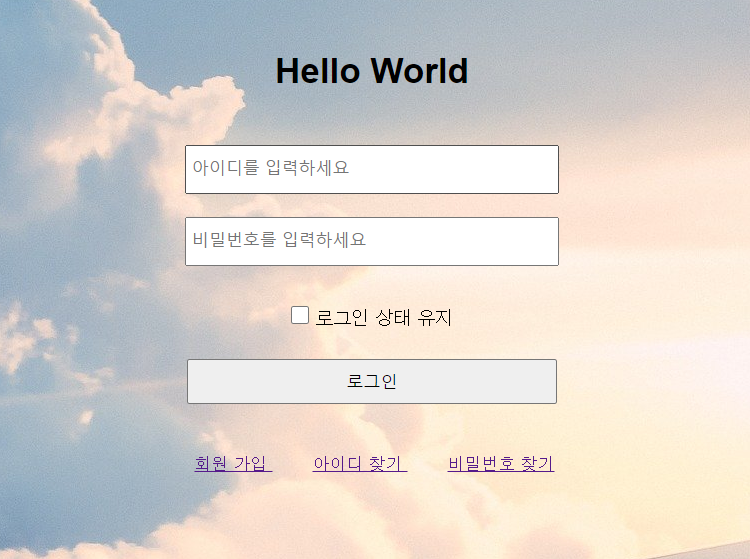 Hello World
아이디를 입력하세요
비밀번호를 입력하세요
로그인 상태 유지
로그인
회원 가입 아이디 찾기 비밀번호 찾기